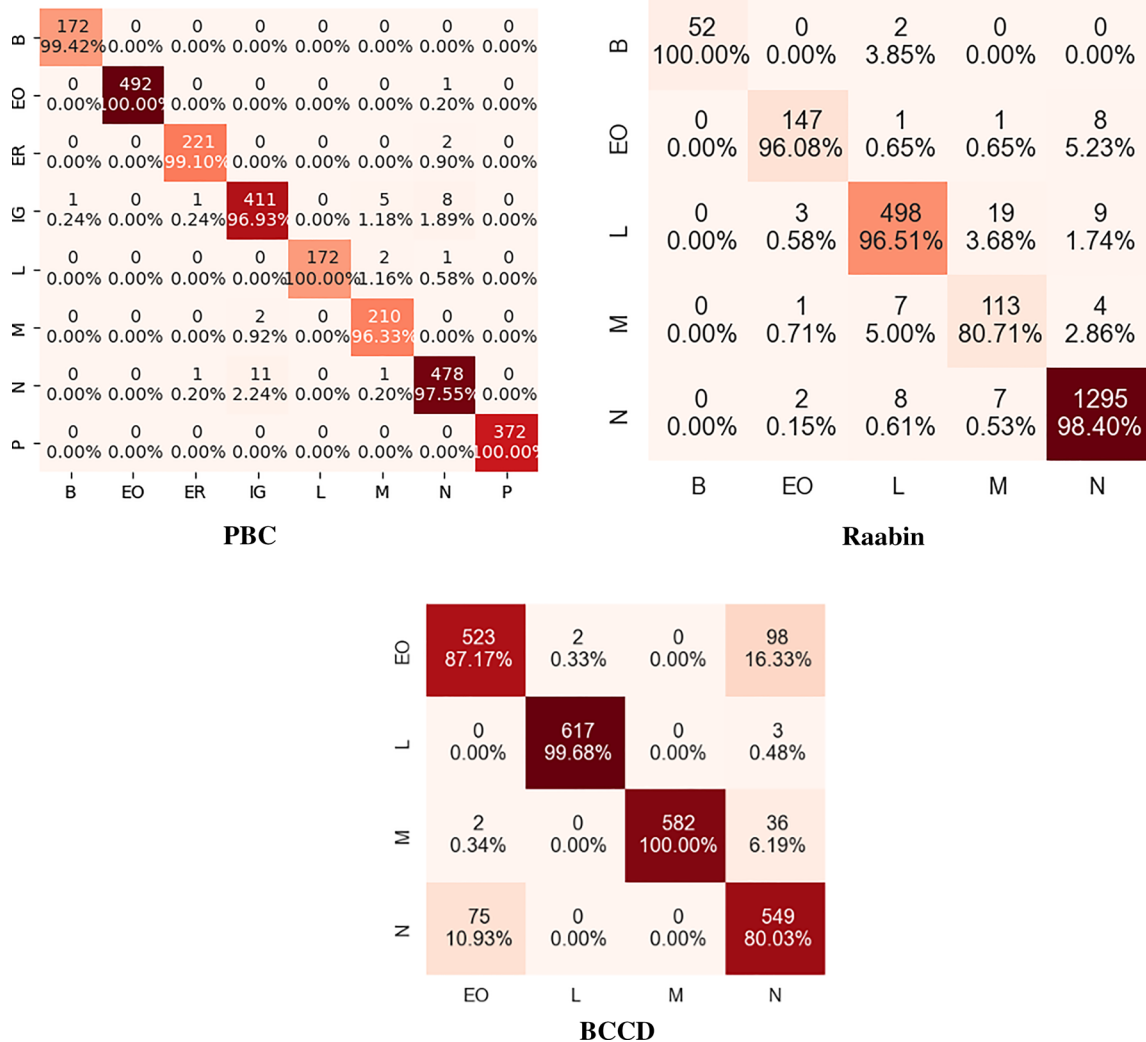 B 172 0 0 0 0 0 0 0
99.42% 0.00% 0.00% 0.00% 0.00% 0.00% 0.00% 0.00%
EO 0 492 0 0 0 0 1 0
0.00% 100.00% 0.00% 0.00% 0.00% 0.00% 0.20% 0.00%
ER 0 0 221 0 0 0 2 0
0.00% 0.00% 99.10% 0.00% 0.00% 0.00% 0.90% 0.00%
IG 1 0 1 411 0 5 8 0
0.24% 0.00% 0.24% 96.93% 0.00% 1.18% 1.89% 0.00%
L 0 0 0 0 172 2 1 0
0.00% 0.00% 0.00% 0.00% 100.00% 1.16% 0.58% 0.00%
M 0 0 0 2 0 210 0 0
0.00% 0.00% 0.00% 0.92% 0.00% 96.33% 0.00% 0.00%
N 0 0 1 11 0 1 478 0
0.00% 0.00% 0.20% 2.24% 0.00% 0.20% 97.55% 0.00%
P 0 0 0 0 0 0 0 372
0.00% 0.00% 0.00% 0.00% 0.00% 0.00% 0.00% 100.00%
B EO ER IG L M N P
PBC
B 52 0 2 0 0
100.00% 0.00% 3.85% 0.00% 0.00%
EO 0 147 1 1 8
0.00% 96.08% 0.65% 0.65% 5.23%
L 0 3 498 19 9
0.00% 0.58% 96.51% 3.68% 1.74%
M 0 1 7 113 4
0.00% 0.71% 5.00% 80.71% 2.86%
N 0 2 8 7 1295
0.00% 0.15% 0.61% 0.53% 98.40%
B EO L M N
Raabin
EO 523 2 0 98
87.17% 0.33% 0.00% 16.33%
L 0 617 0 3
0.00% 99.68% 0.00% 0.48%
M 2 0 582 36
0.34% 0.00% 100.00% 6.19%
N 75 0 0 549
10.93% 0.00% 0.00% 80.03%
EO L M N
BCCD